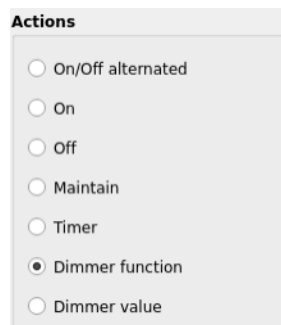 Actions
On/Off alternated
On
Off
Maintain
Timer
Dimmer function
Dimmer value